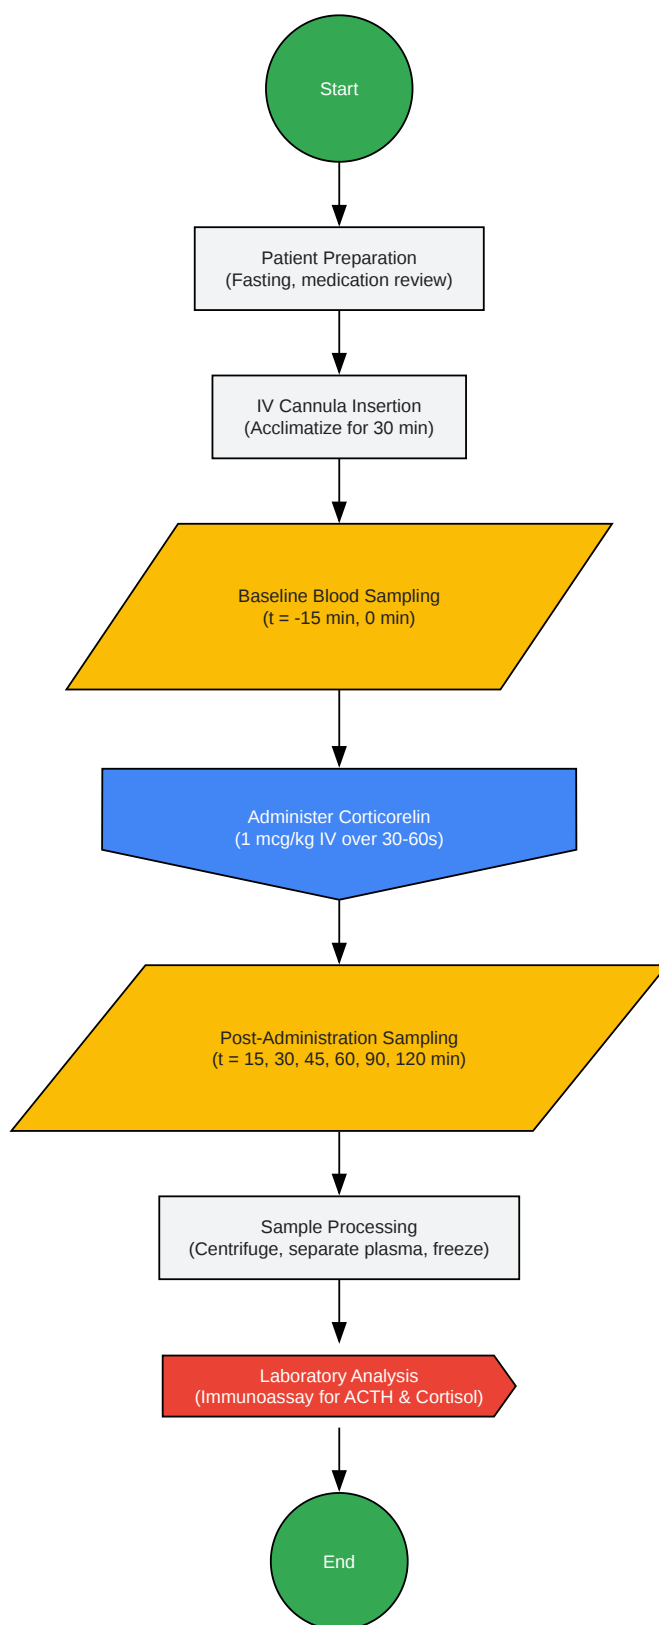 Start
Patient Preparation
(Fasting, medication review)
IV Cannula Insertion
(Acclimatize for 30 min)
Baseline Blood Sampling
(t = -15 min, 0 min)
Administer Corticorelin
(1 mcg/kg IV over 30-60s)
Post-Administration Sampling
(t = 15, 30, 45, 60, 90, 120 min)
Sample Processing
(Centrifuge, separate plasma, freeze)
Laboratory Analysis
(Immunoassay for ACTH & Cortisol)
End